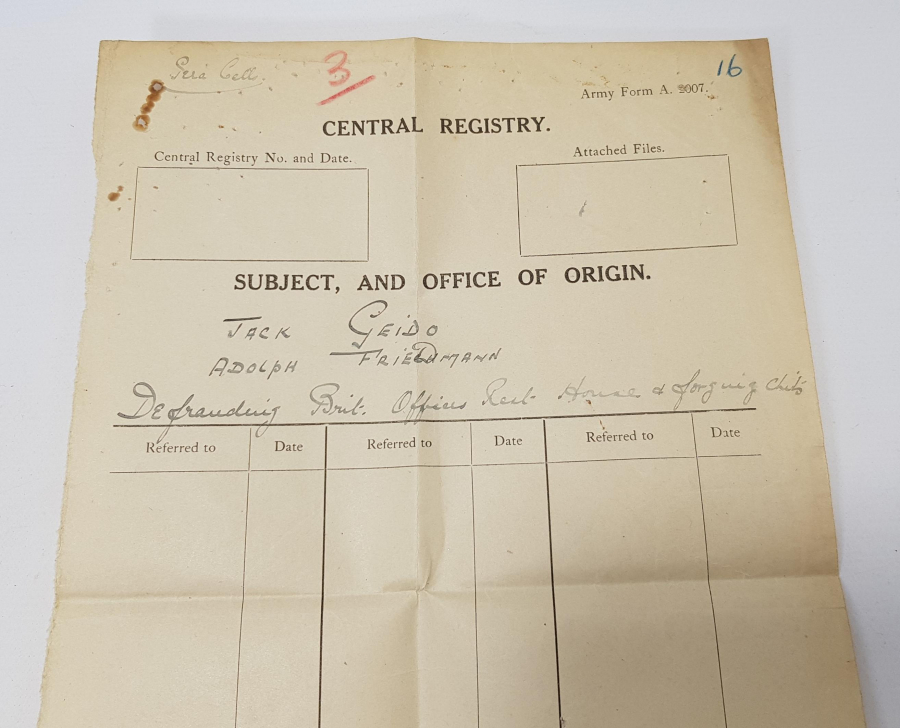 Pera Cell.
3
16
Army Form A. 2007.
CENTRAL REGISTRY.
Central Registry No. and Date.
Attached Files.
SUBJECT, AND OFFICE OF ORIGIN.
JACK GEIDO
ADOLPH FRIEDMANN
Defrauding Brit. Officers Rest House & forging chits
Referred to Date Referred to Date Referred to Date